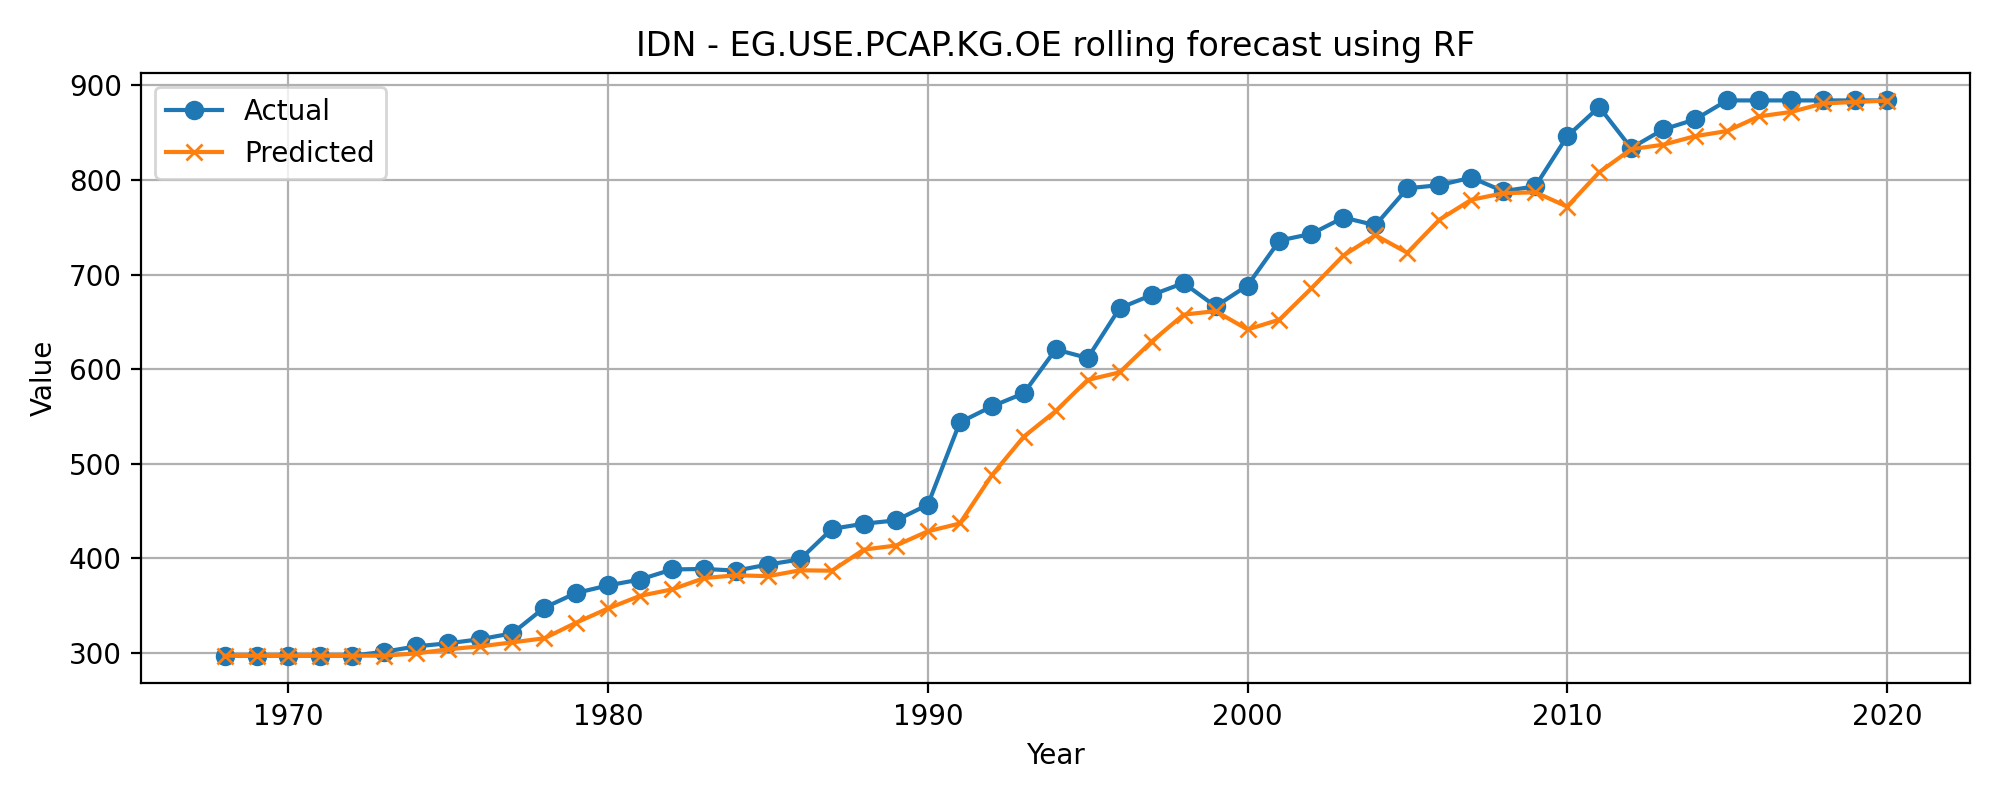 IDN - EG.USE.PCAP.KG.OE rolling forecast using RF
Actual
Predicted
Value
900
800
700
600
500
400
300
1970 1980 1990 2000 2010 2020
Year